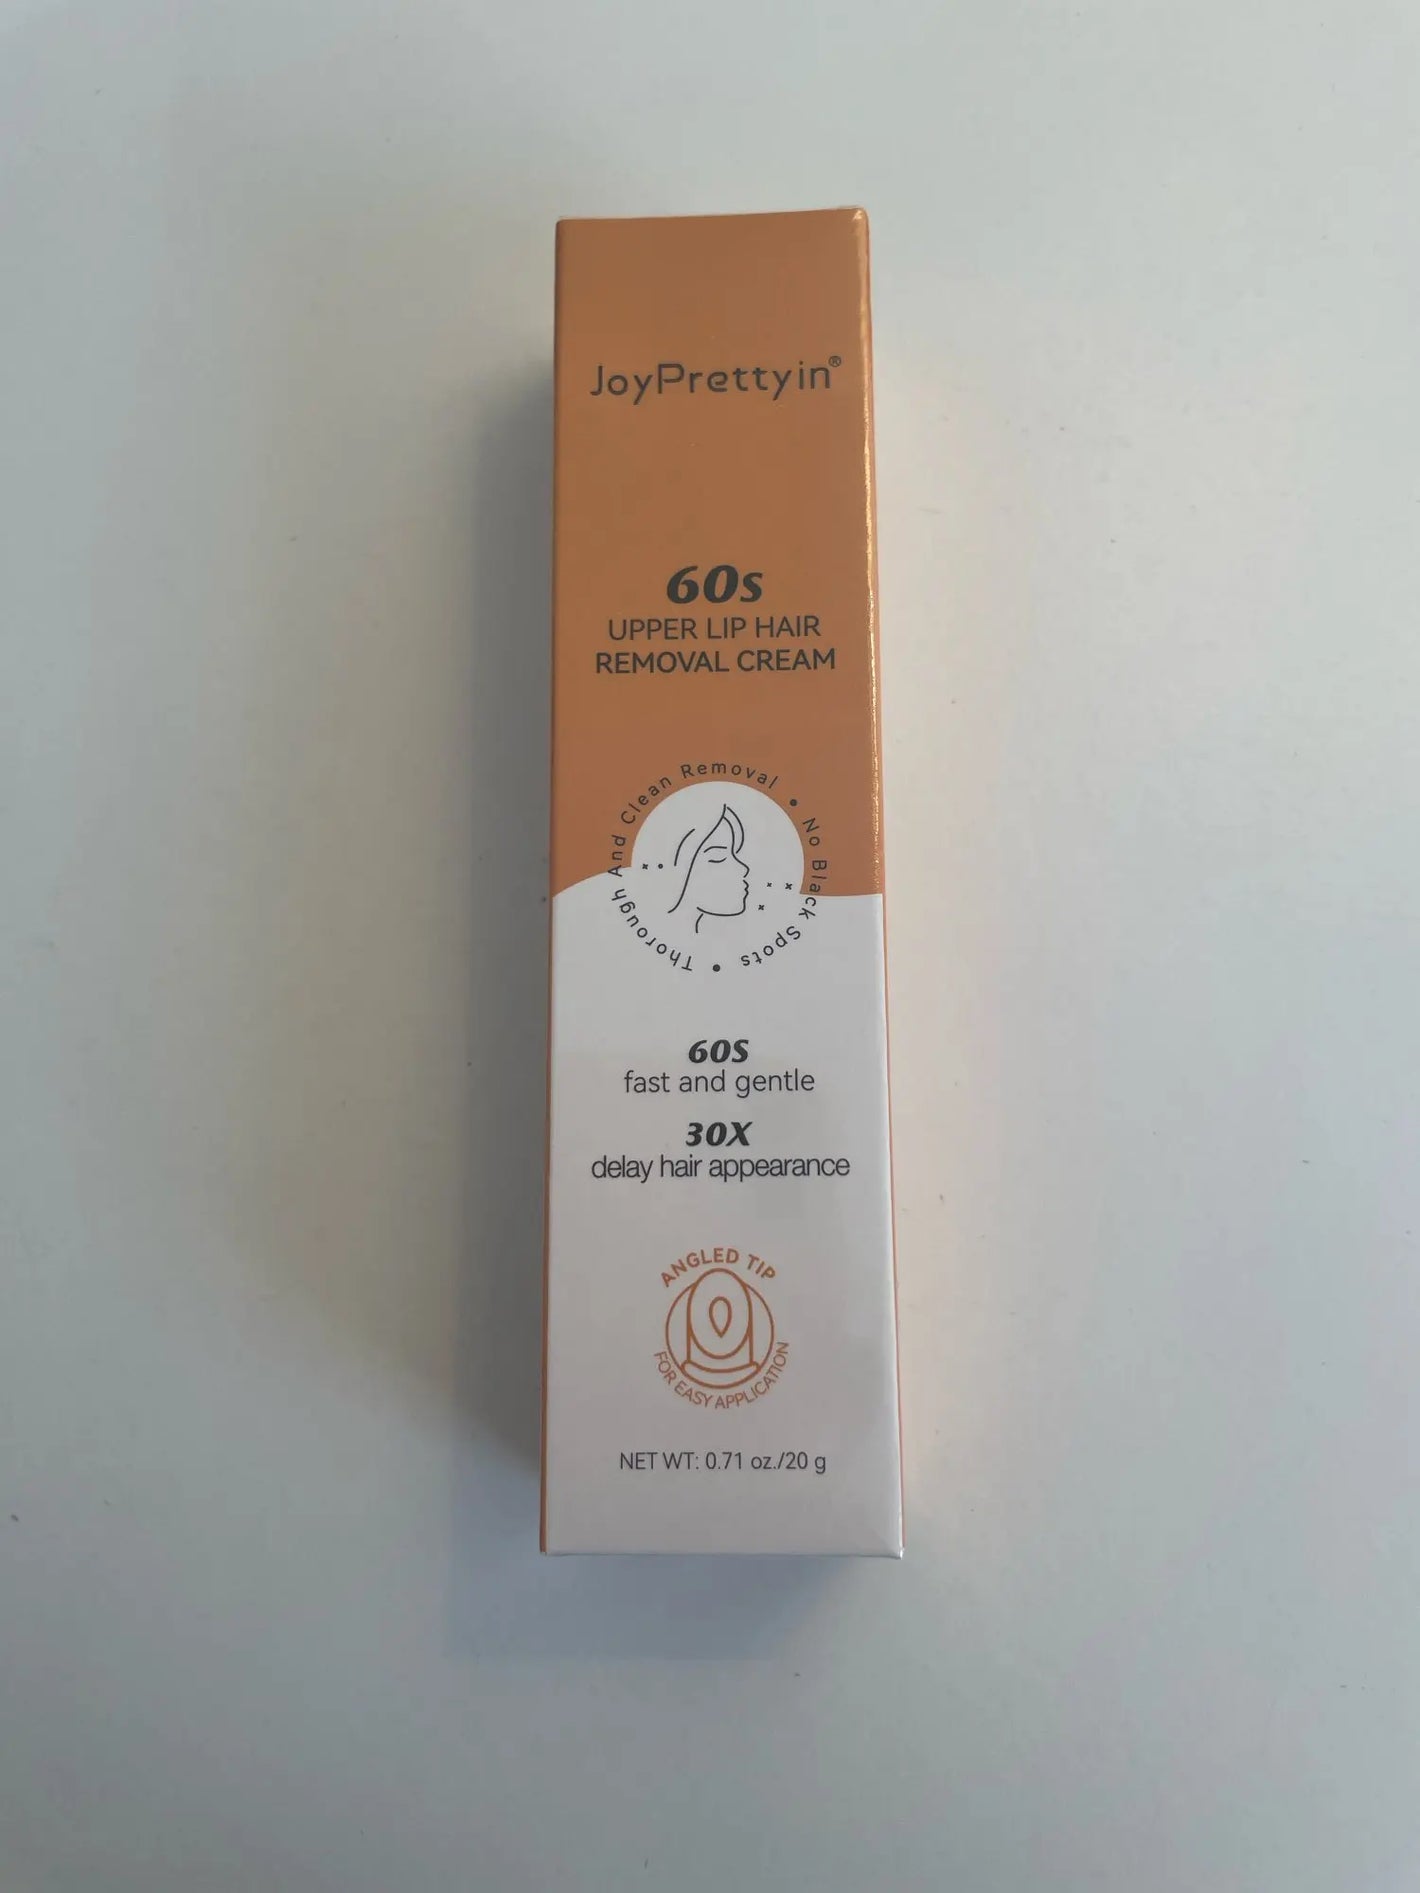 JoyPrettyin®
60s
UPPER LIP HAIR
REMOVAL CREAM
Thorough And Clean Removal • No Black Spots •
60S
fast and gentle
30X
delay hair appearance
ANGLED TIP
FOR EASY APPLICATION
NET WT: 0.71 oz./20 g